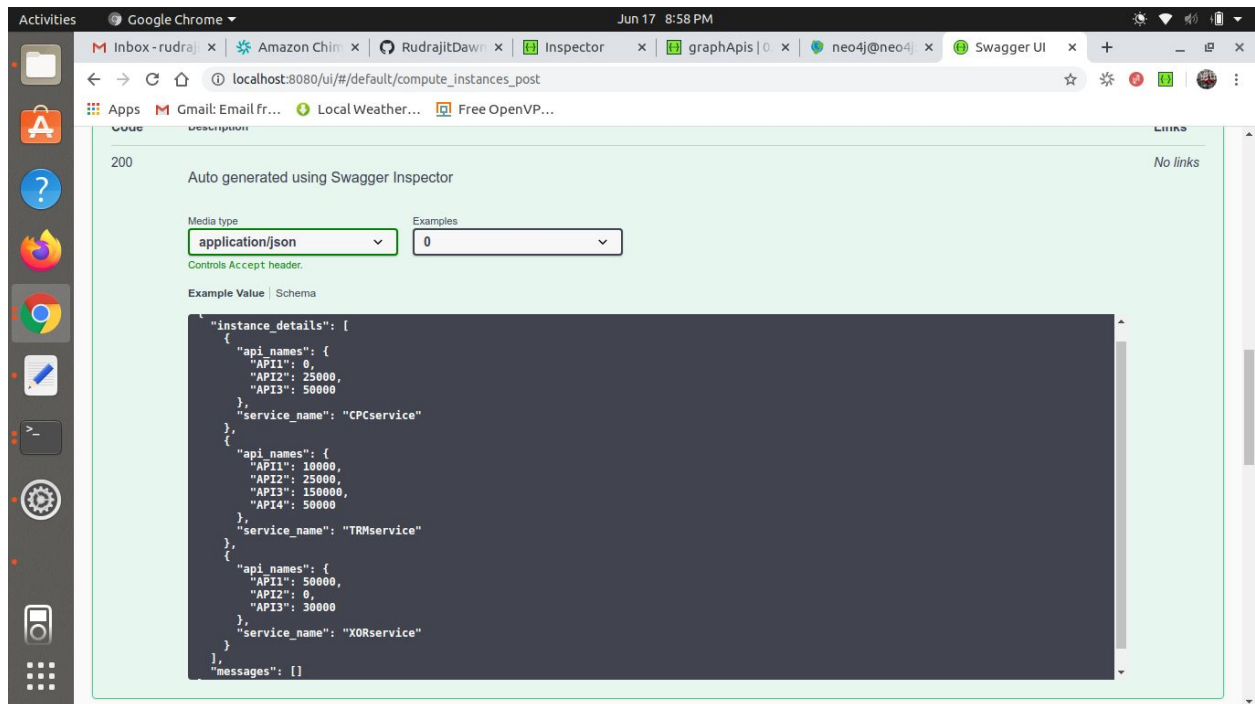 Activities Google Chrome Jun 17 8:58 PM
Inbox - rudraj Amazon Chim RudrajitDawn Inspector graphApis | 0. neo4j@neo4j Swagger UI
localhost:8080/ui/#/default/compute_instances_post
Apps Gmail: Email fr... Local Weather... Free OpenVP...
Code Description Links
200 No links
Auto generated using Swagger Inspector
Media type Examples
application/json 0
Controls Accept header.
Example Value Schema
{
"instance_details": [
{
"api_names": {
"API1": 0,
"API2": 25000,
"API3": 50000
},
"service_name": "CPCservice"
},
{
"api_names": {
"API1": 10000,
"API2": 25000,
"API3": 150000,
"API4": 50000
},
"service_name": "TRMservice"
},
{
"api_names": {
"API1": 50000,
"API2": 0,
"API3": 30000
},
"service_name": "XORservice"
}
],
"messages": []